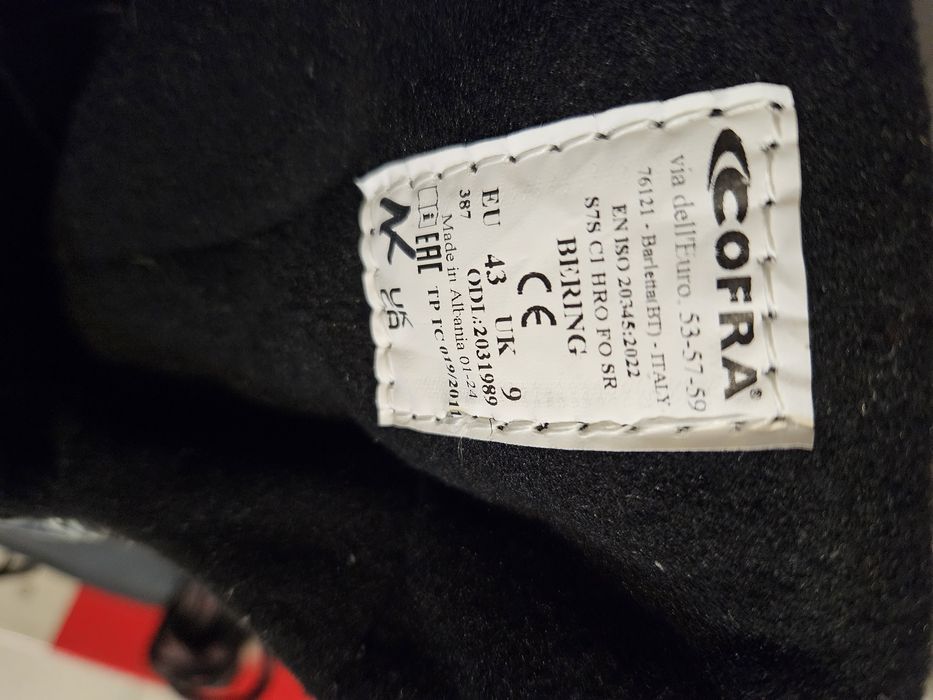 COFRA®
via dell'Euro, 53-57-59
76121 - Barletta(BT) - ITALY
EN ISO 20345:2022
S7S CI HRO FO SR
BERING
CE
EU 43 UK 9
387 ODL:2031989
Made in Albania 01-24
i EAC TP TC 019/2011
UK CA